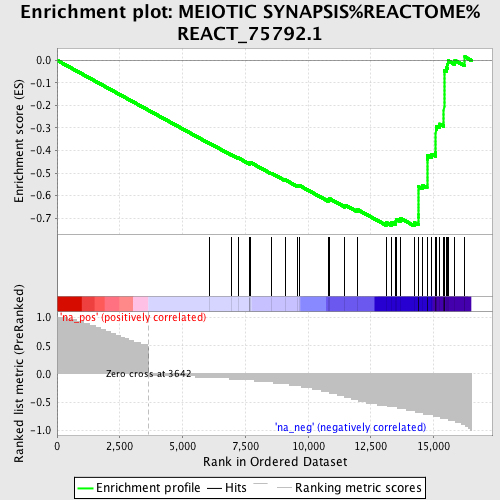 Enrichment plot: MEIOTIC SYNAPSIS%REACTOME%
REACT_75792.1
Enrichment score (ES)
0.0
-0.1
-0.2
-0.3
-0.4
-0.5
-0.6
-0.7
Ranked list metric (PreRanked)
1.0
0.5
0.0
-0.5
-1.0
'na_pos' (positively correlated)
Zero cross at 3642
'na_neg' (negatively correlated)
0
2,500
5,000
7,500
10,000
12,500
15,000
Rank in Ordered Dataset
Enrichment profile
Hits
Ranking metric scores